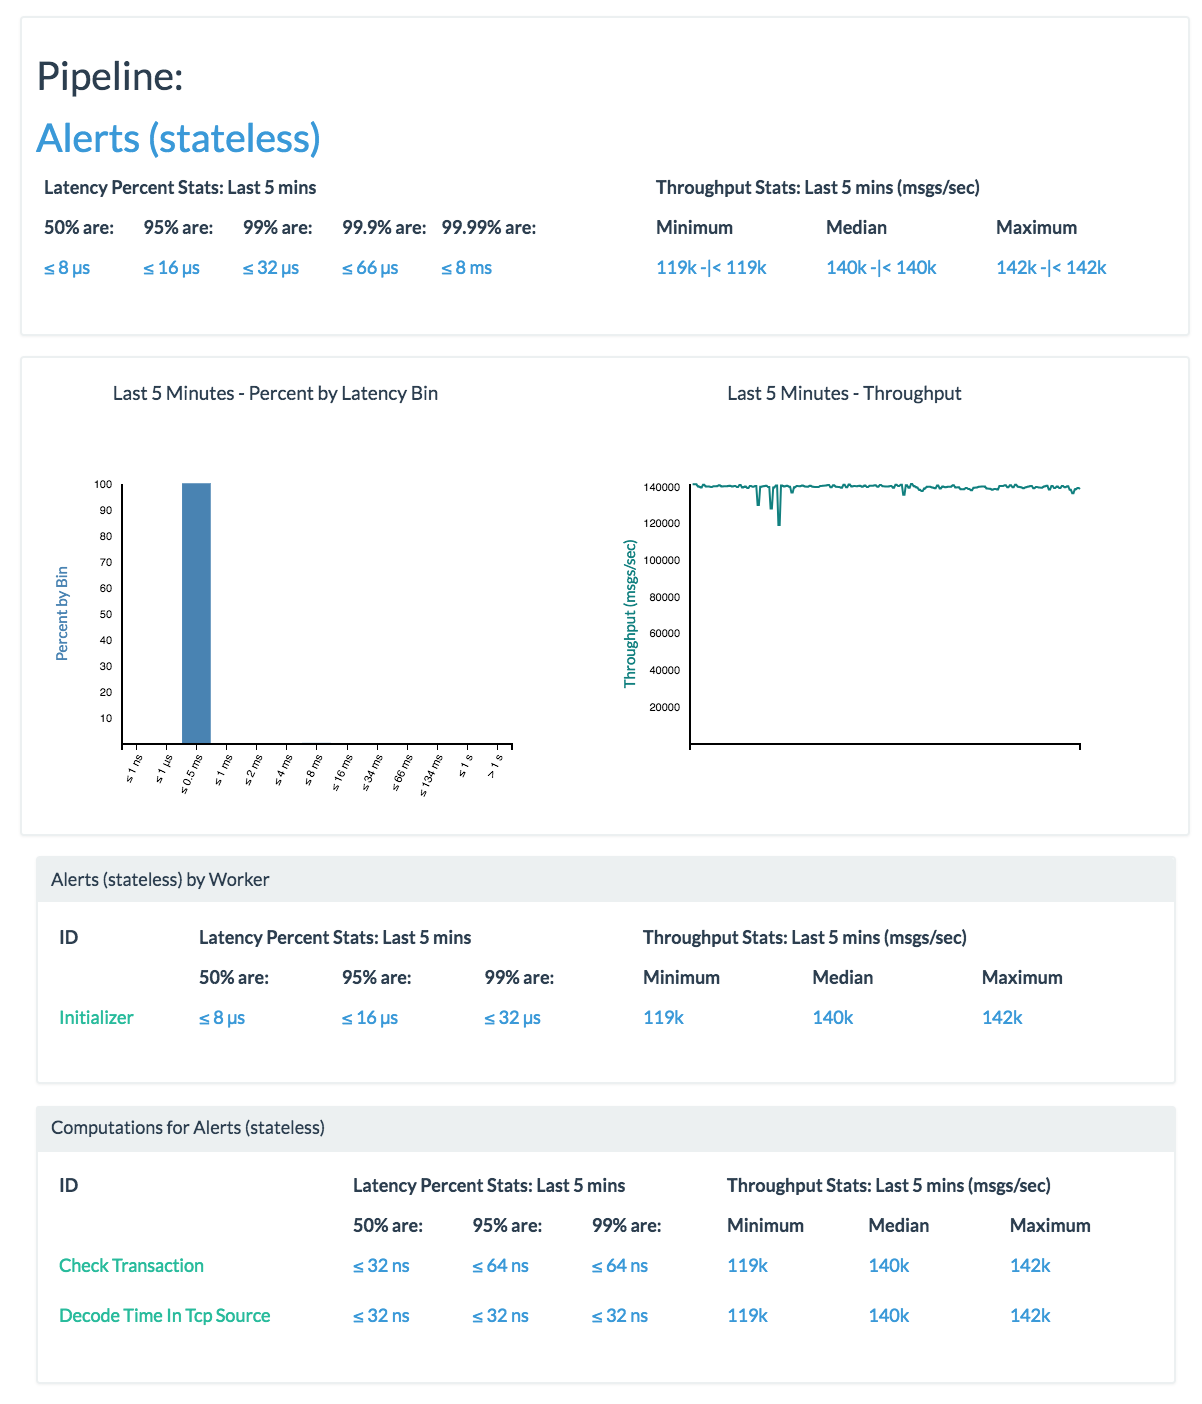 Pipeline:
Alerts (stateless)
Latency Percent Stats: Last 5 mins
50% are: 95% are: 99% are: 99.9% are: 99.99% are:
≤ 8 µs ≤ 16 µs ≤ 32 µs ≤ 66 µs ≤ 8 ms
Throughput Stats: Last 5 mins (msgs/sec)
Minimum Median Maximum
119k -|< 119k 140k -|< 140k 142k -|< 142k
Last 5 Minutes - Percent by Latency Bin
Percent by Bin
100
90
80
70
60
50
40
30
20
10
≤ 1 ns ≤ 1 µs ≤ 0.5 ms ≤ 1 ms ≤ 2 ms ≤ 4 ms ≤ 8 ms ≤ 16 ms ≤ 34 ms ≤ 66 ms ≤ 134 ms ≤ 1 s > 1 s
Last 5 Minutes - Throughput
Throughput (msgs/sec)
140000
120000
100000
80000
60000
40000
20000
Alerts (stateless) by Worker
ID Latency Percent Stats: Last 5 mins Throughput Stats: Last 5 mins (msgs/sec)
50% are: 95% are: 99% are: Minimum Median Maximum
Initializer ≤ 8 µs ≤ 16 µs ≤ 32 µs 119k 140k 142k
Computations for Alerts (stateless)
ID Latency Percent Stats: Last 5 mins Throughput Stats: Last 5 mins (msgs/sec)
50% are: 95% are: 99% are: Minimum Median Maximum
Check Transaction ≤ 32 ns ≤ 64 ns ≤ 64 ns 119k 140k 142k
Decode Time In Tcp Source ≤ 32 ns ≤ 32 ns ≤ 32 ns 119k 140k 142k